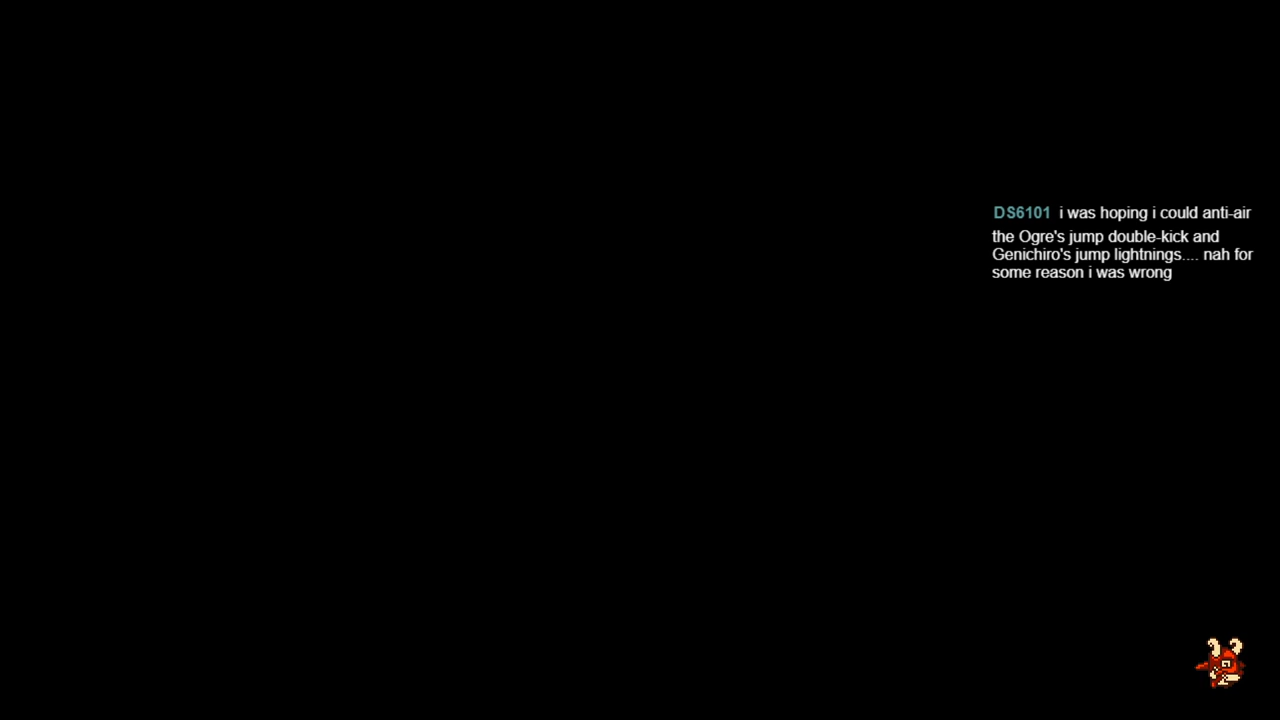 DS6101 i was hoping i could anti-air
the Ogre's jump double-kick and
Genichiro's jump lightnings.... nah for
some reason i was wrong